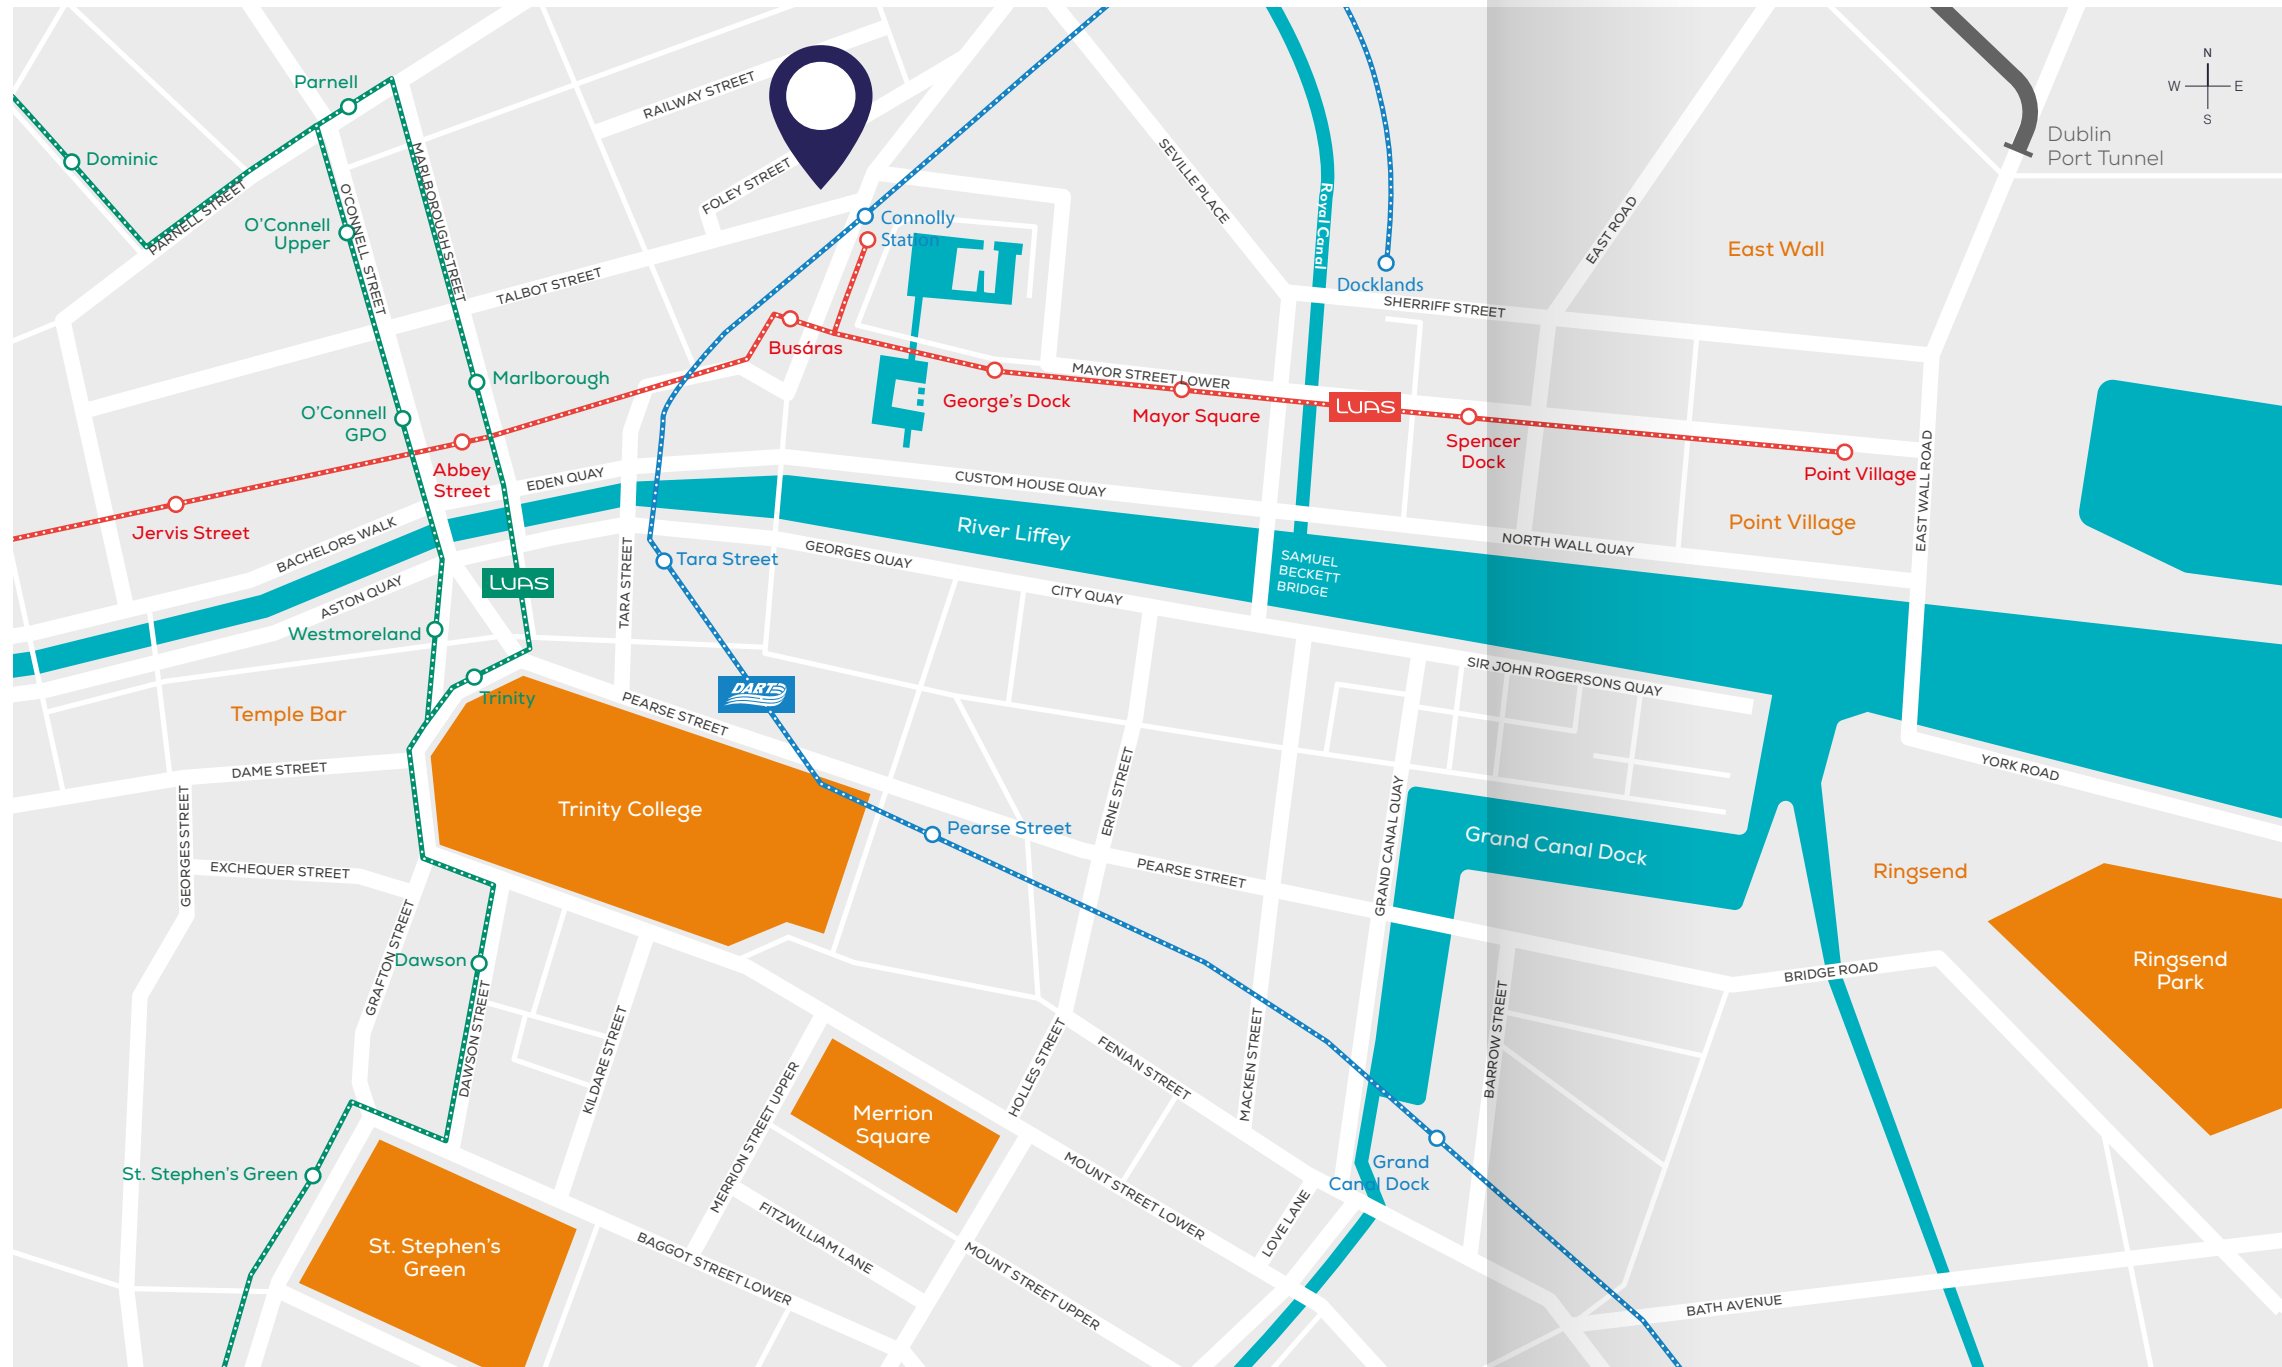 N
W
E
S
Parnell
RAILWAY STREET
Dublin
Port Tunnel
Dominic
MARLBOROUGH STREET
SEVILLE PLACE
FOLEY STREET
PARNELL STREET
O'CONNELL STREET
Royal Canal
EAST ROAD
O'Connell
Upper
Connolly
Station
East Wall
TALBOT STREET
Docklands
SHERRIFF STREET
Busáras
Marlborough
MAYOR STREET LOWER
George's Dock
Mayor Square
LUAS
O'Connell
GPO
Spencer
Dock
Point Village
Abbey
Street
EDEN QUAY
CUSTOM HOUSE QUAY
EAST WALL ROAD
Jervis Street
BACHELORS WALK
River Liffey
Point Village
NORTH WALL QUAY
GEORGES QUAY
Tara Street
TARA STREET
SAMUEL
BECKETT
BRIDGE
LUAS
ASTON QUAY
CITY QUAY
Westmoreland
Trinity
SIR JOHN ROGERSONS QUAY
DART
Temple Bar
PEARSE STREET
DAME STREET
YORK ROAD
Trinity College
ERNE STREET
GRAND CANAL QUAY
Pearse Street
Grand Canal Dock
GEORGES STREET
EXCHEQUER STREET
PEARSE STREET
Ringsend
GRAFTON STREET
Dawson
BRIDGE ROAD
Ringsend
Park
DAWSON STREET
KILDARE STREET
HOLLES STREET
FENIAN STREET
MACKEN STREET
BARROW STREET
Merrion
Square
MERRION STREET UPPER
St. Stephen's Green
Grand
Canal Dock
MOUNT STREET LOWER
LOVE LANE
FITZWILLIAM LANE
St. Stephen's
Green
BAGGOT STREET LOWER
MOUNT STREET UPPER
BATH AVENUE